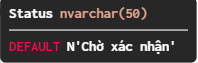 Status nvarchar(50)
DEFAULT N'Chờ xác nhận'